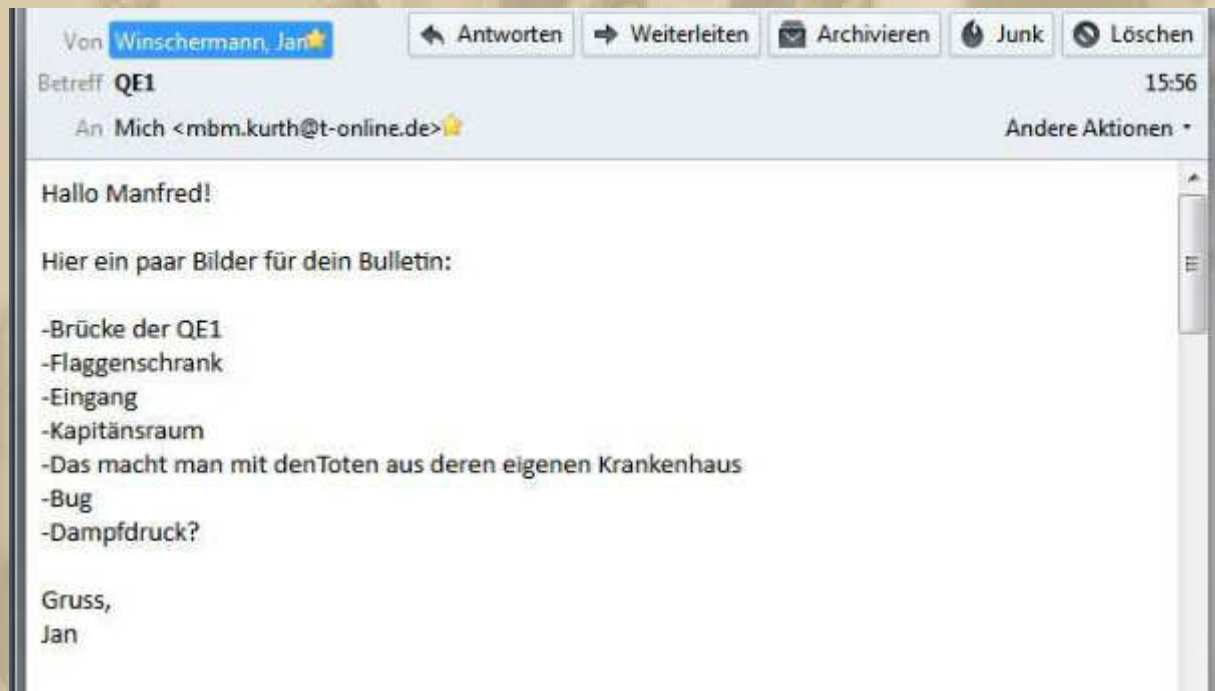 Von Winschermann, Jan Antworten Weiterleiten Archivieren Junk Löschen
Betreff QE1 15:56
An Mich <mbm.kurth@t-online.de> Andere Aktionen
Hallo Manfred!
Hier ein paar Bilder für dein Bulletin:
-Brücke der QE1
-Flaggenschrank
-Eingang
-Kapitänsraum
-Das macht man mit denToten aus deren eigenen Krankenhaus
-Bug
-Dampfdruck?
Gruss,
Jan